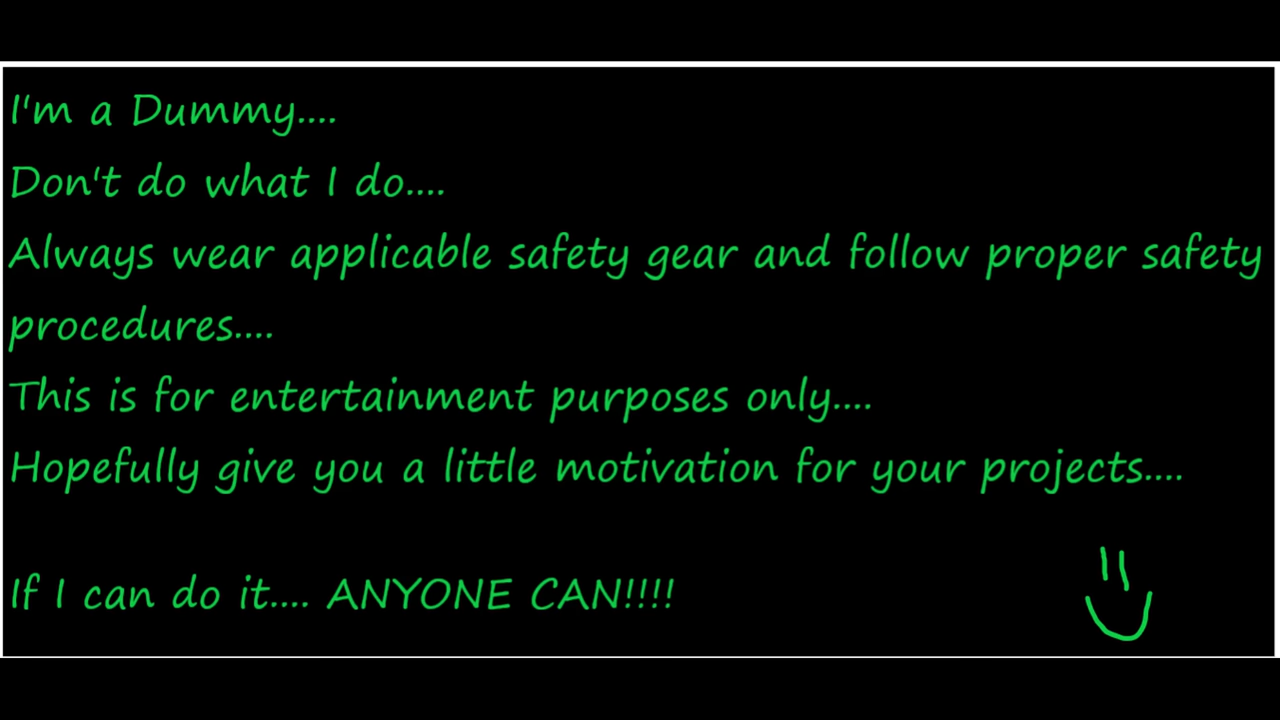 I'm a Dummy....
Don't do what I do....
Always wear applicable safety gear and follow proper safety
procedures....
This is for entertainment purposes only....
Hopefully give you a little motivation for your projects....
If I can do it.... ANYONE CAN!!!!